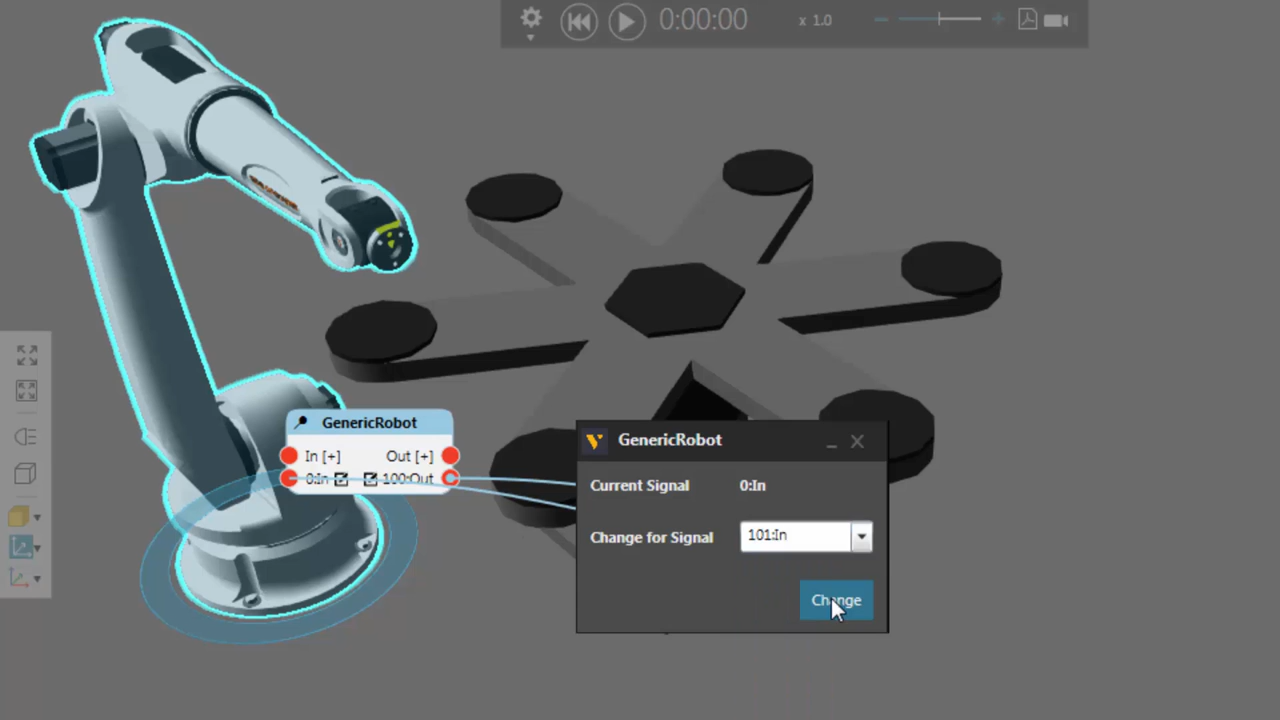 0:00:00
x 1.0
GenericRobot
In [+]
Out [+]
0:In
100:Out
GenericRobot
Current Signal
0:In
Change for Signal
101:In
Change